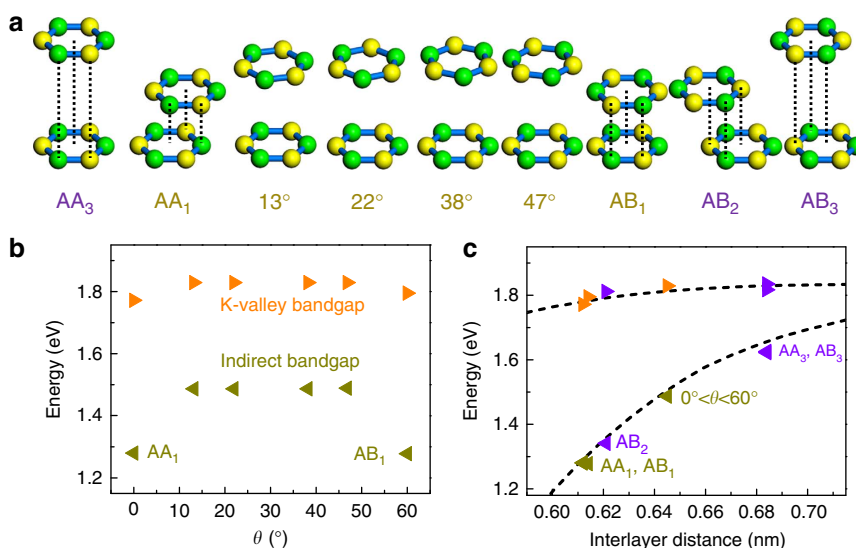 a
AA₃ AA₁ 13° 22° 38° 47° AB₁ AB₂ AB₃
b
Energy (eV)
1.8
1.6
1.4
1.2
K-valley bandgap
Indirect bandgap
AA₁
AB₁
0 10 20 30 40 50 60
θ (°)
c
Energy (eV)
2.0
1.8
1.6
1.4
1.2
AA₃, AB₃
0°<θ<60°
AB₂
AA₁, AB₁
0.60 0.62 0.64 0.66 0.68 0.70
Interlayer distance (nm)